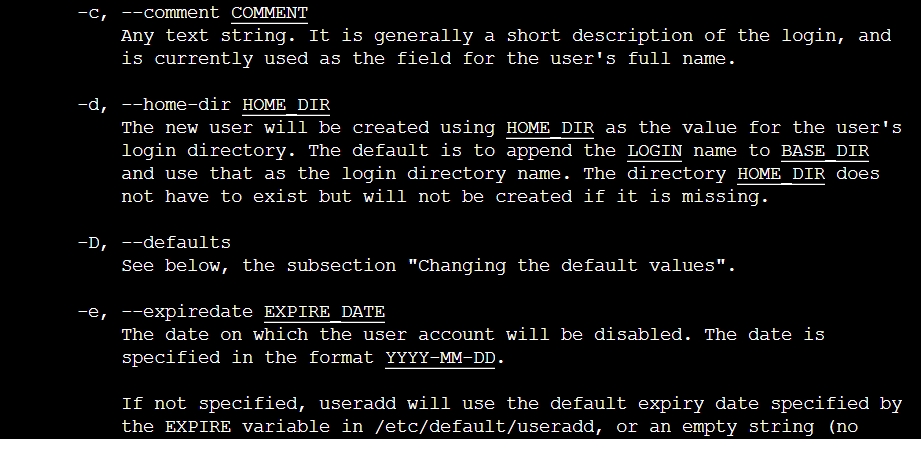 -c, --comment COMMENT
Any text string. It is generally a short description of the login, and
is currently used as the field for the user's full name.
-d, --home-dir HOME_DIR
The new user will be created using HOME_DIR as the value for the user's
login directory. The default is to append the LOGIN name to BASE_DIR
and use that as the login directory name. The directory HOME_DIR does
not have to exist but will not be created if it is missing.
-D, --defaults
See below, the subsection "Changing the default values".
-e, --expiredate EXPIRE_DATE
The date on which the user account will be disabled. The date is
specified in the format YYYY-MM-DD.
If not specified, useradd will use the default expiry date specified by
the EXPIRE variable in /etc/default/useradd, or an empty string (no